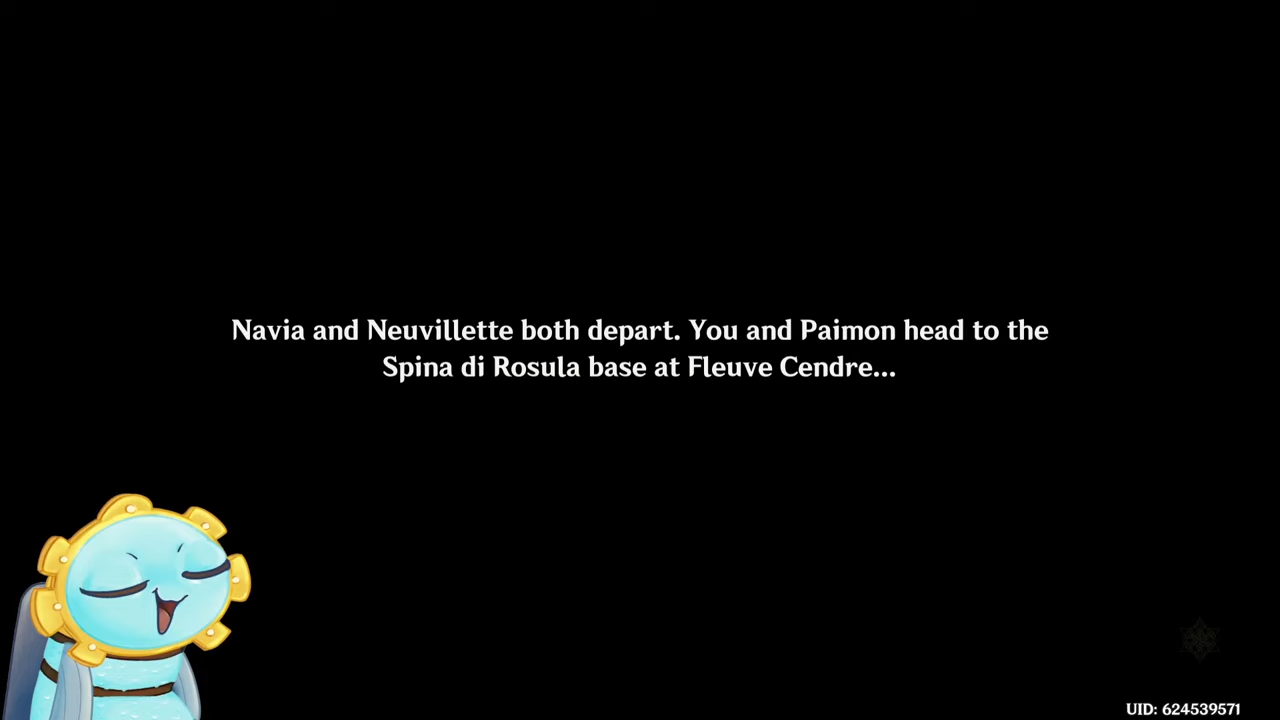 Navia and Neuvillette both depart. You and Paimon head to the
Spina di Rosula base at Fleuve Cendre...
UID: 624539571